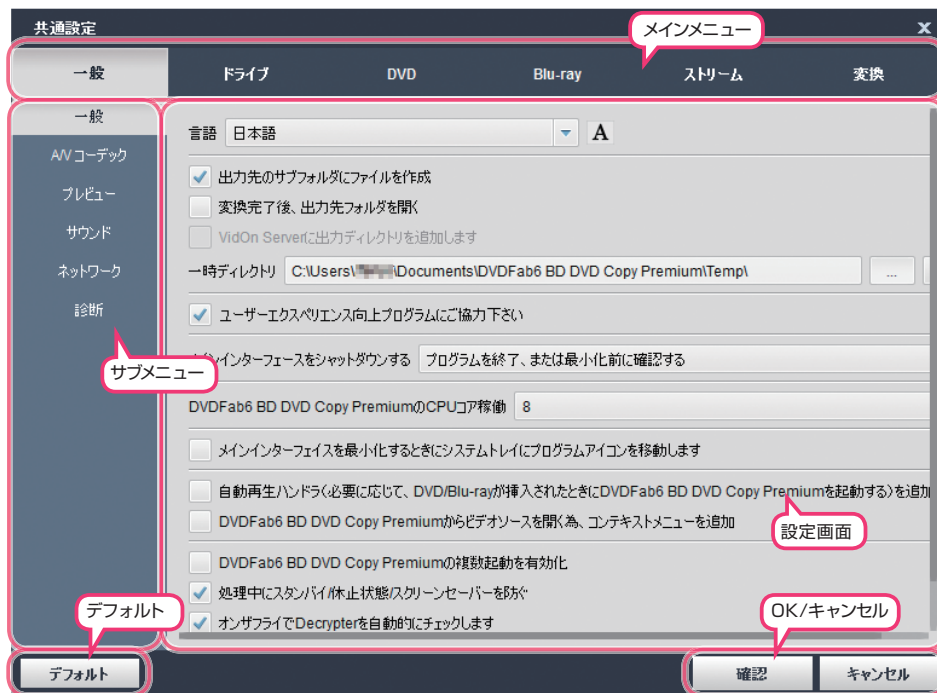 共通設定
x
メインメニュー
一般 ドライブ DVD Blu-ray ストリーム 変換
一般
A/Vコーデック
プレビュー
サウンド
ネットワーク
診断
サブメニュー
言語 日本語 A
出力先のサブフォルダにファイルを作成
変換完了後、出力先フォルダを開く
VidOn Serverに出力ディレクトリを追加します
一時ディレクトリ C:\Users\ \Documents\DVDFab6 BD DVD Copy Premium\Temp\ ...
ユーザーエクスペリエンス向上プログラムにご協力下さい
インインターフェースをシャットダウンする プログラムを終了、または最小化前に確認する
DVDFab6 BD DVD Copy PremiumのCPUコア稼働 8
メインインターフェイスを最小化するときにシステムトレイにプログラムアイコンを移動します
自動再生ハンドラ(必要に応じて、DVD/Blu-rayが挿入されたときにDVDFab6 BD DVD Copy Premiumを起動する)を追加
DVDFab6 BD DVD Copy Premiumからビデオソースを開く為、コンテキストメニューを追加
設定画面
DVDFab6 BD DVD Copy Premiumの複数起動を有効化
処理中にスタンバイ/休止状態/スクリーンセーバーを防ぐ
オンザフライでDecrypterを自動的にチェックします
デフォルト
OK/キャンセル
デフォルト 確認 キャンセル